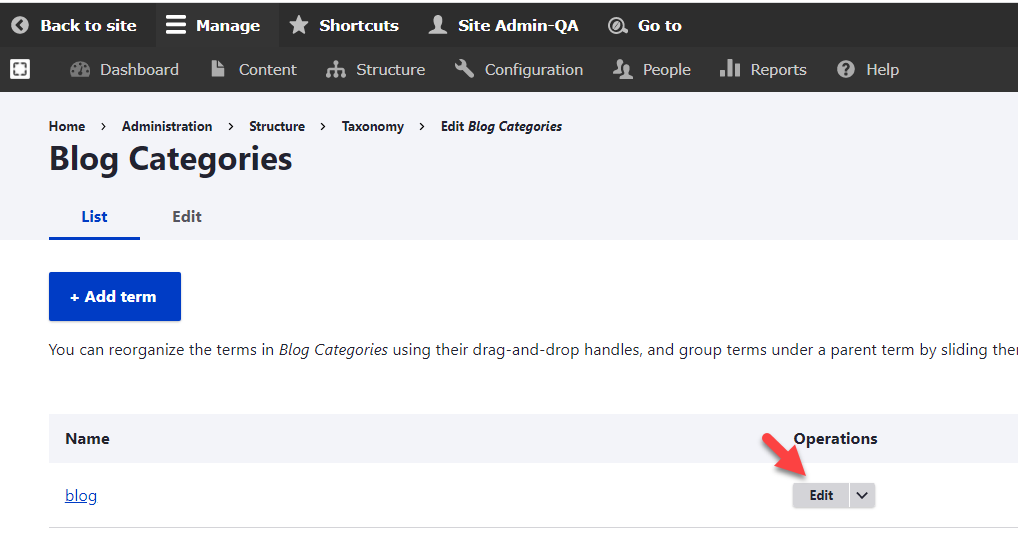 Back to site Manage Shortcuts Site Admin-QA Go to
Dashboard Content Structure Configuration People Reports Help
Home > Administration > Structure > Taxonomy > Edit Blog Categories
Blog Categories
List Edit
+ Add term
You can reorganize the terms in Blog Categories using their drag-and-drop handles, and group terms under a parent term by sliding
Name Operations
blog Edit